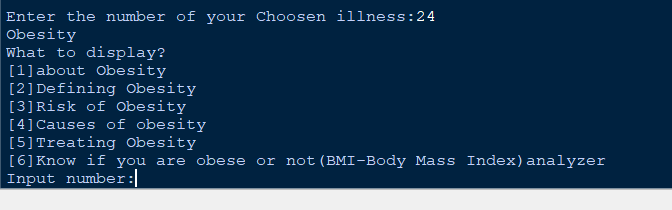 Enter the number of your Choosen illness:24
Obesity
What to display?
[1]about Obesity
[2]Defining Obesity
[3]Risk of Obesity
[4]Causes of obesity
[5]Treating Obesity
[6]Know if you are obese or not(BMI-Body Mass Index)analyzer
Input number: